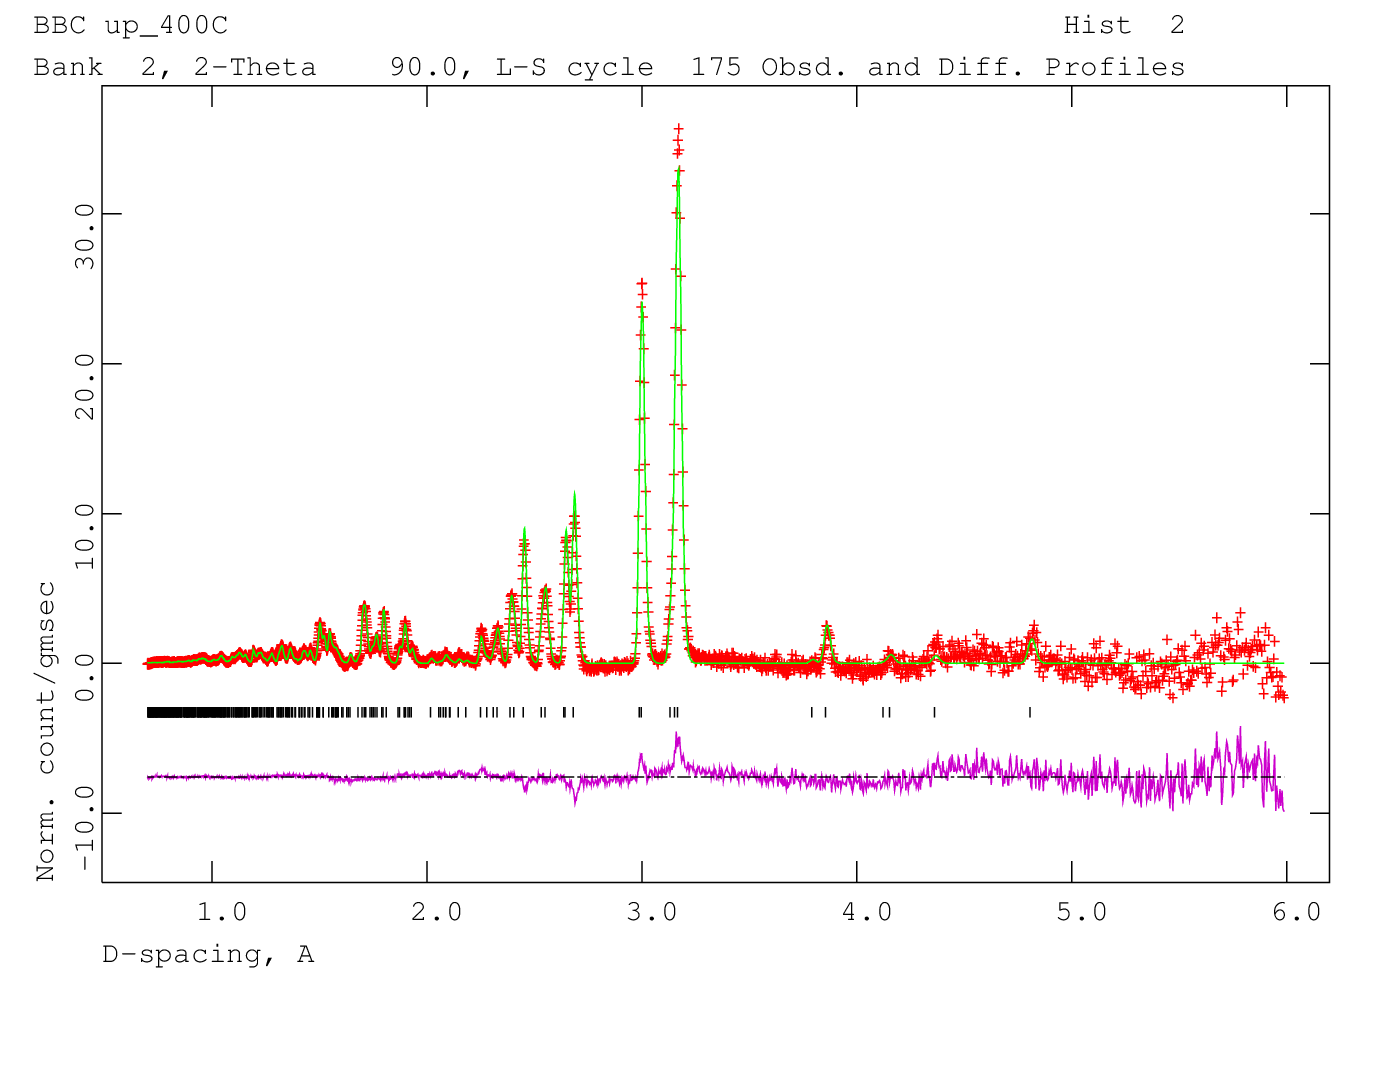 BBC up_400C Hist 2
Bank 2, 2-Theta 90.0, L-S cycle 175 Obsd. and Diff. Profiles
Norm. count/gmsec
30.0
20.0
10.0
0.0
-10.0
1.0 2.0 3.0 4.0 5.0 6.0
D-spacing, A